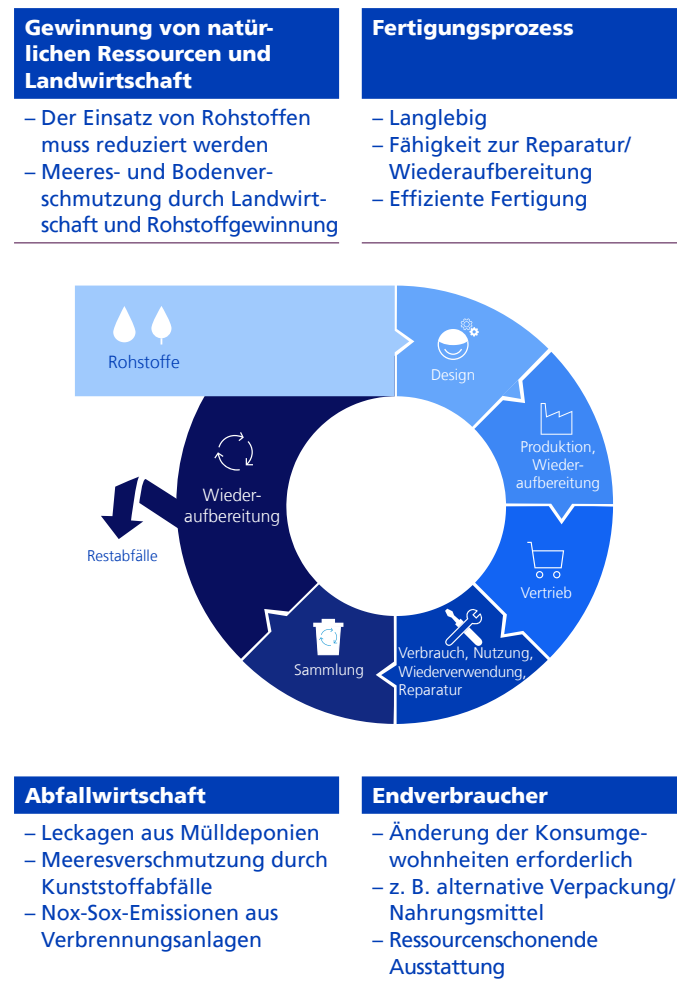 Gewinnung von natür-
lichen Ressourcen und
Landwirtschaft
– Der Einsatz von Rohstoffen
muss reduziert werden
– Meeres- und Bodenver-
schmutzung durch Landwirt-
schaft und Rohstoffgewinnung
Fertigungsprozess
– Langlebig
– Fähigkeit zur Reparatur/
Wiederaufbereitung
– Effiziente Fertigung
Rohstoffe
Design
Produktion,
Wieder-
aufbereitung
Vertrieb
Verbrauch, Nutzung,
Wiederverwendung,
Reparatur
Sammlung
Wieder-
aufbereitung
Restabfälle
Abfallwirtschaft
– Leckagen aus Mülldeponien
– Meeresverschmutzung durch
Kunststoffabfälle
– Nox-Sox-Emissionen aus
Verbrennungsanlagen
Endverbraucher
– Änderung der Konsumge-
wohnheiten erforderlich
– z. B. alternative Verpackung/
Nahrungsmittel
– Ressourcenschonende
Ausstattung